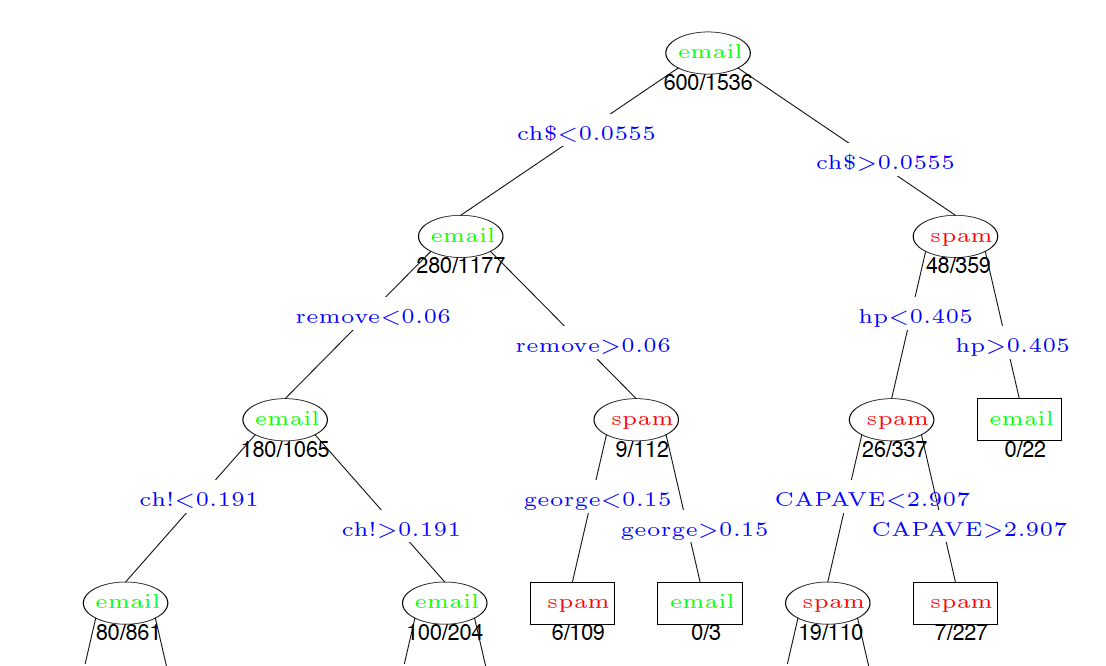 email
600/1536
ch$<0.0555
ch$>0.0555
email
280/1177
spam
48/359
remove<0.06
remove>0.06
hp<0.405
hp>0.405
email
180/1065
spam
9/112
spam
26/337
email
0/22
ch!<0.191
ch!>0.191
george<0.15
george>0.15
CAPAVE<2.907
CAPAVE>2.907
email
80/861
email
100/204
spam
6/109
email
0/3
spam
19/110
spam
7/227